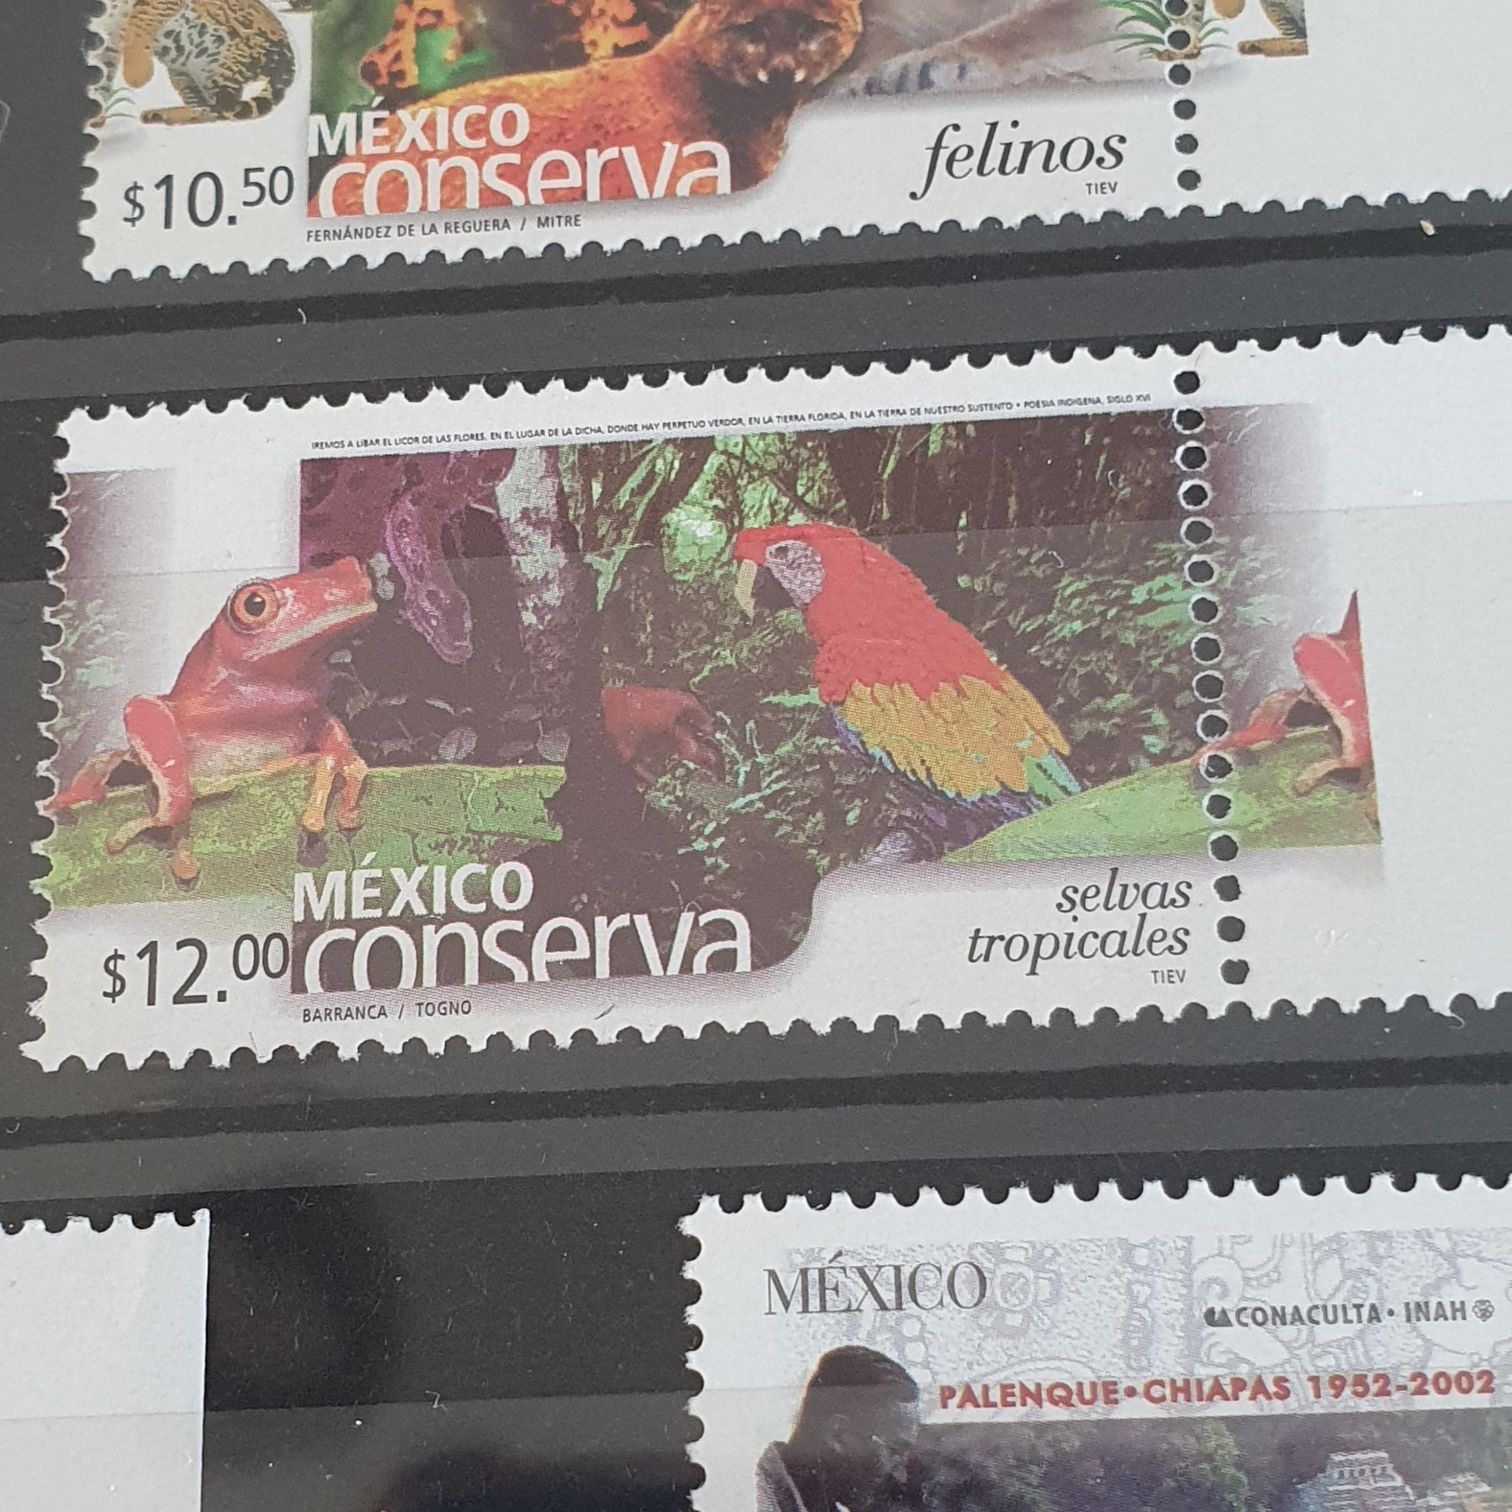 MÉXICO
conserva
felinos
TIEV
$10.50
FERNÁNDEZ DE LA REGUERA / MITRE
IREMOS A LIBAR EL LICOR DE LAS FLORES, EN EL LUGAR DE LA DICHA, DONDE HAY PERPETUO VERDOR, EN LA TIERRA FLORIDA, EN LA TIERRA DE NUESTRO SUSTENTO • POESIA INDIGENA, SIGLO XVI
MÉXICO
conserva
selvas
tropicales
TIEV
$12.00
BARRANCA / TOGNO
MÉXICO
CONACULTA • INAH
PALENQUE • CHIAPAS 1952-2002